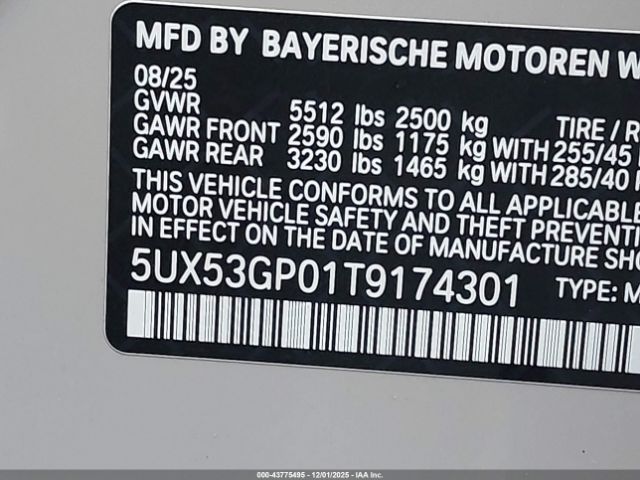 MFD BY BAYERISCHE MOTOREN W
08/25
GVWR 5512 lbs 2500 kg TIRE / R
GAWR FRONT 2590 lbs 1175 kg WITH 255/45
GAWR REAR 3230 lbs 1465 kg WITH 285/40
THIS VEHICLE CONFORMS TO ALL APPLICABLE
MOTOR VEHICLE SAFETY AND THEFT PREVENTI
IN EFFECT ON THE DATE OF MANUFACTURE SHO
5UX53GP01T9174301 TYPE: M
000-43775495 - 12/01/2025 - IAA Inc.